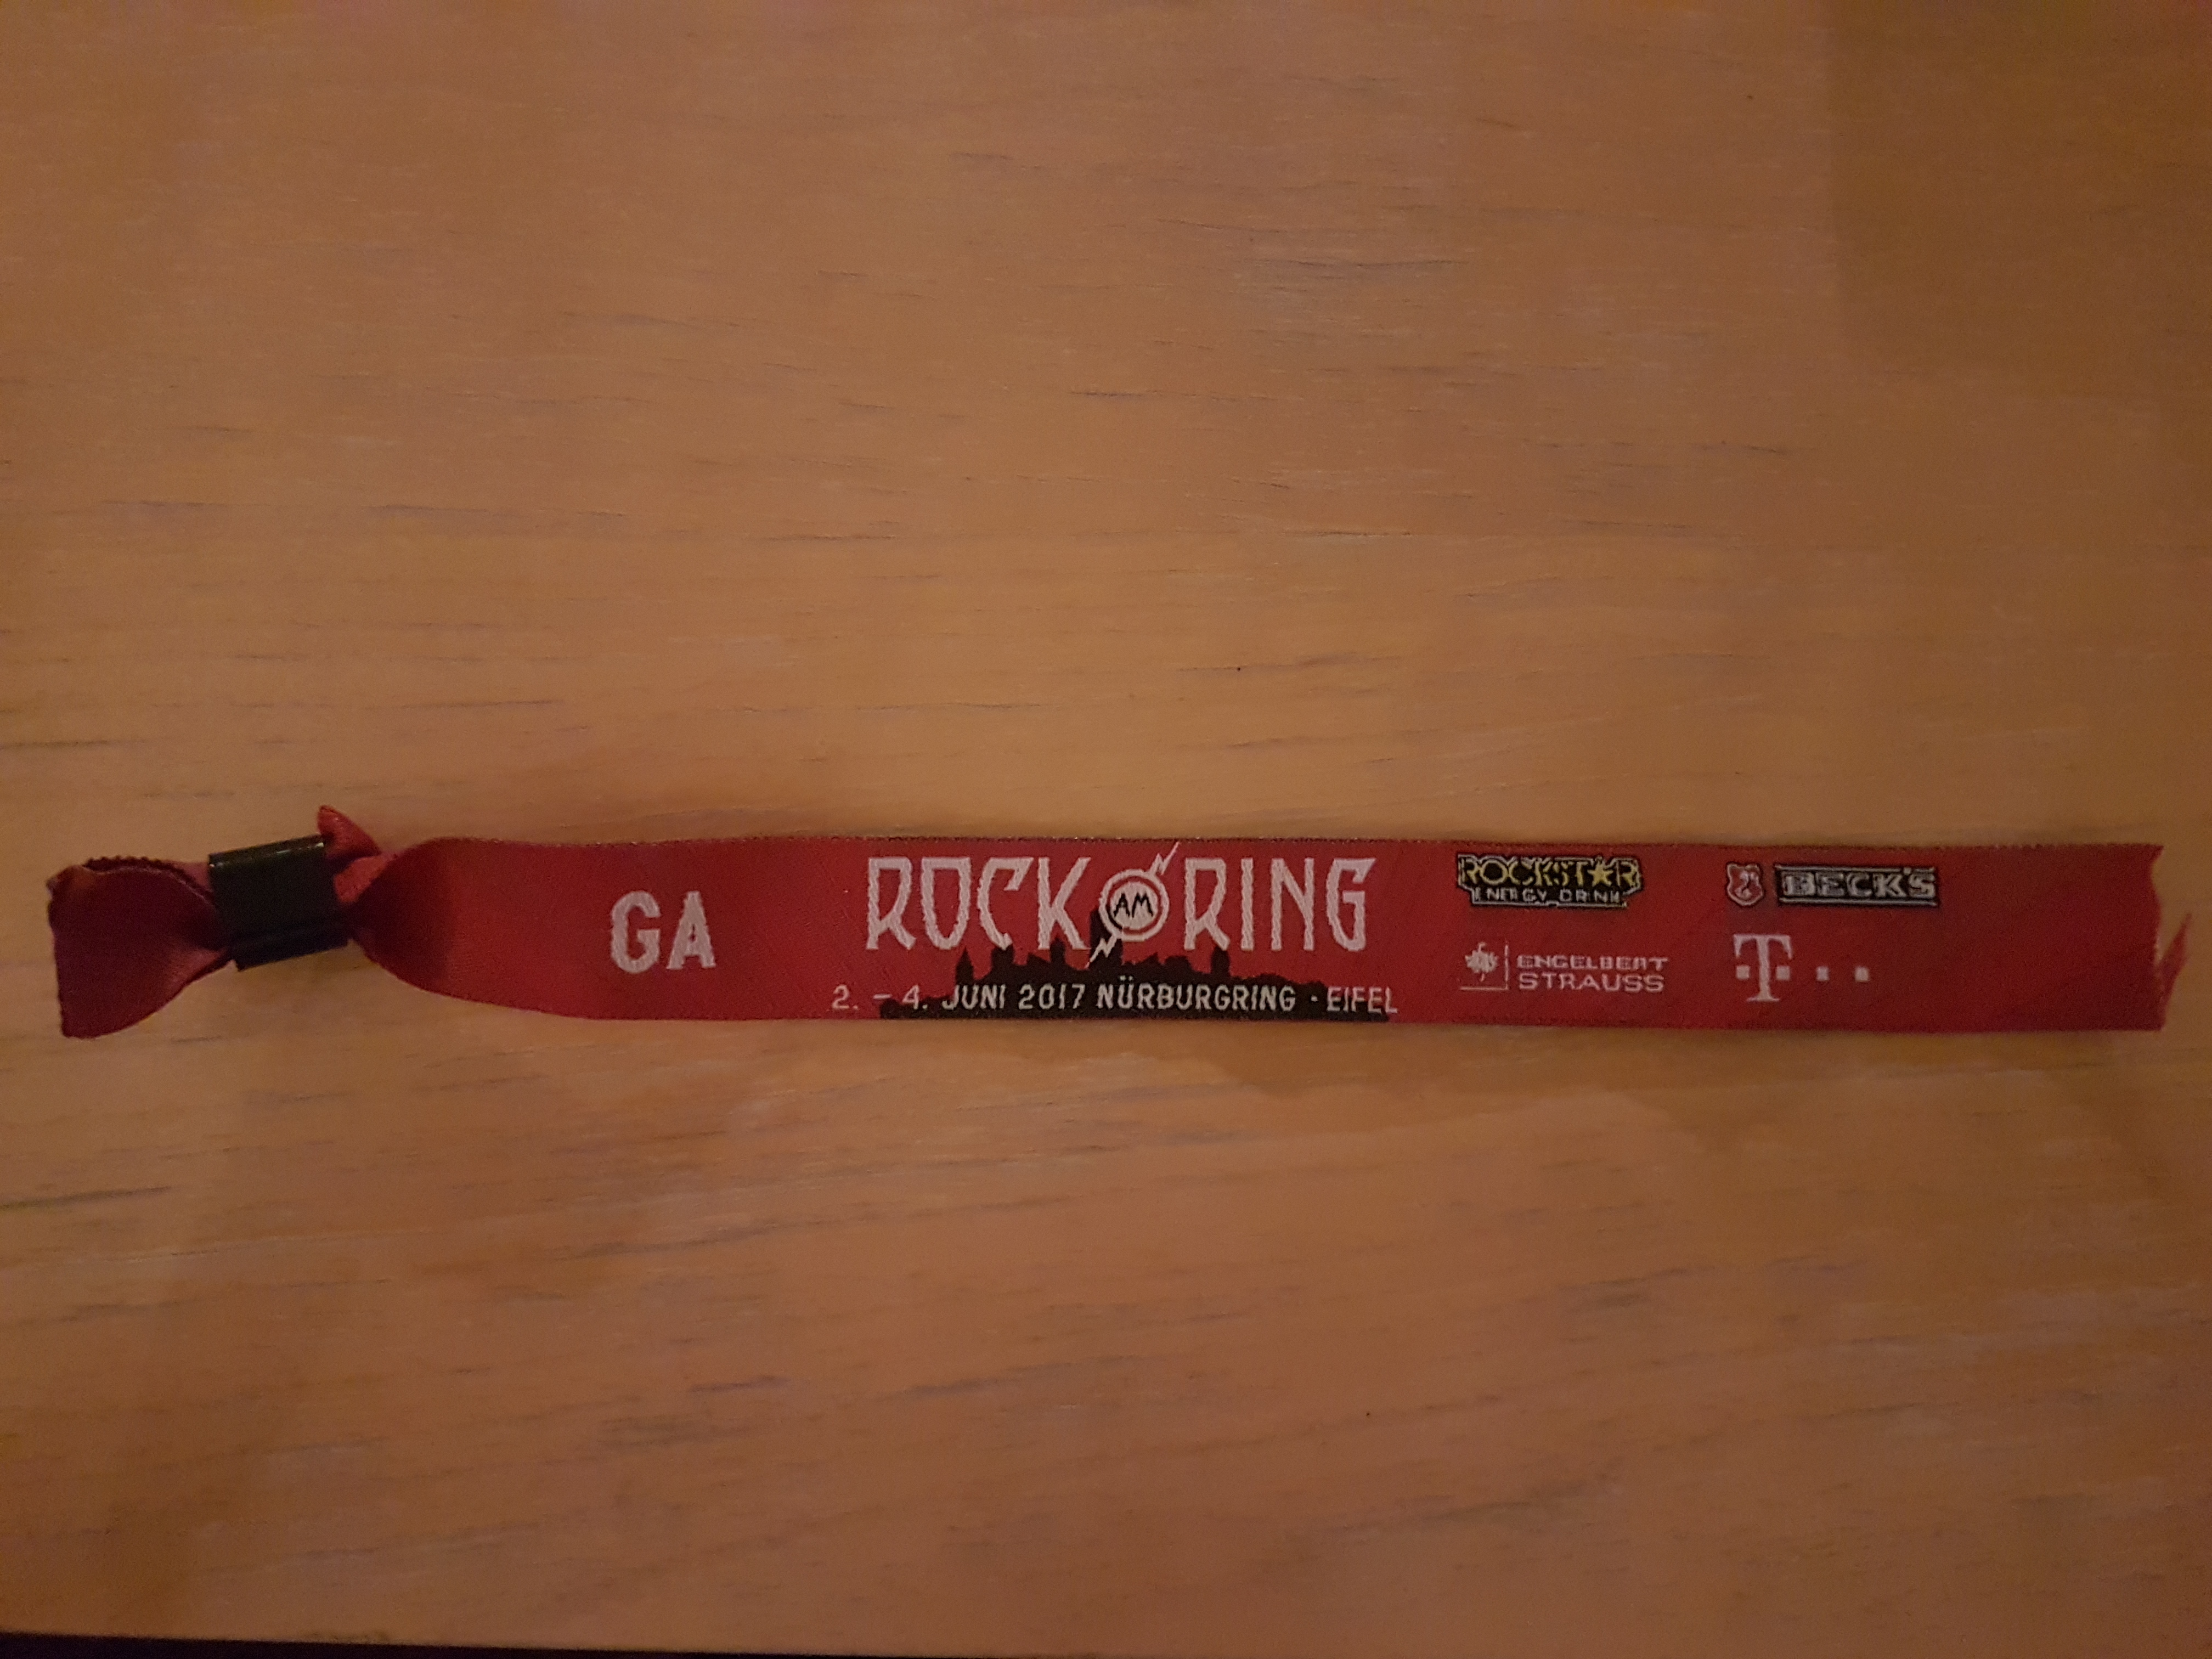 GA
ROCK AM RING
2. – 4. JUNI 2017 NÜRBURGRING · EIFEL
ROCKSTAR
ENERGY DRINK
ENGELBERT
STRAUSS
BECK'S
T··